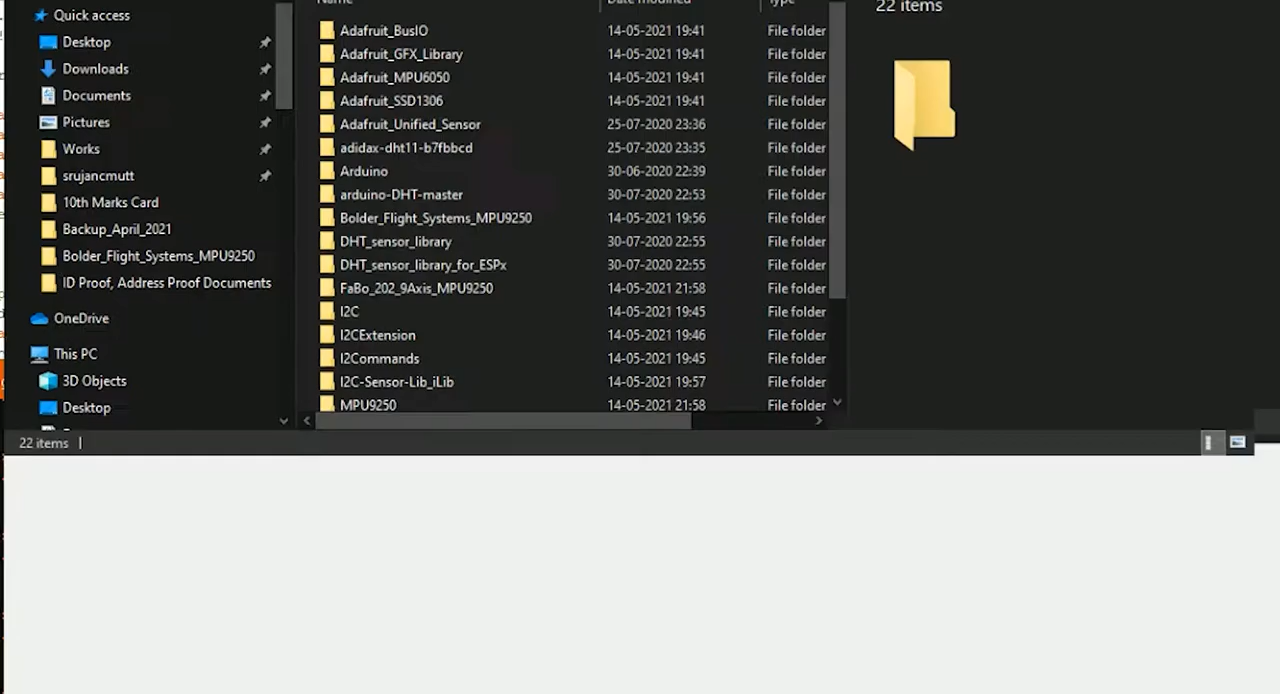 Quick access
Desktop
Downloads
Documents
Pictures
Works
srujancmutt
10th Marks Card
Backup_April_2021
Bolder_Flight_Systems_MPU9250
ID Proof, Address Proof Documents
OneDrive
This PC
3D Objects
Desktop
Name Date modified Type
Adafruit_BusIO 14-05-2021 19:41 File folder
Adafruit_GFX_Library 14-05-2021 19:41 File folder
Adafruit_MPU6050 14-05-2021 19:41 File folder
Adafruit_SSD1306 14-05-2021 19:41 File folder
Adafruit_Unified_Sensor 25-07-2020 23:36 File folder
adidax-dht11-b7fbbcd 25-07-2020 23:35 File folder
Arduino 30-06-2022 22:39 File folder
arduino-DHT-master 30-07-2020 22:53 File folder
Bolder_Flight_Systems_MPU9250 14-05-2021 19:56 File folder
DHT_sensor_library 30-07-2020 22:55 File folder
DHT_sensor_library_for_ESPx 30-07-2020 22:55 File folder
FaBo_202_9Axis_MPU9250 14-05-2021 21:58 File folder
I2C 14-05-2021 19:45 File folder
I2CExtension 14-05-2021 19:46 File folder
I2Commands 14-05-2021 19:45 File folder
I2C-Sensor-Lib_iLib 14-05-2021 19:57 File folder
MPU9250 14-05-2021 21:58 File folder
22 items
22 items